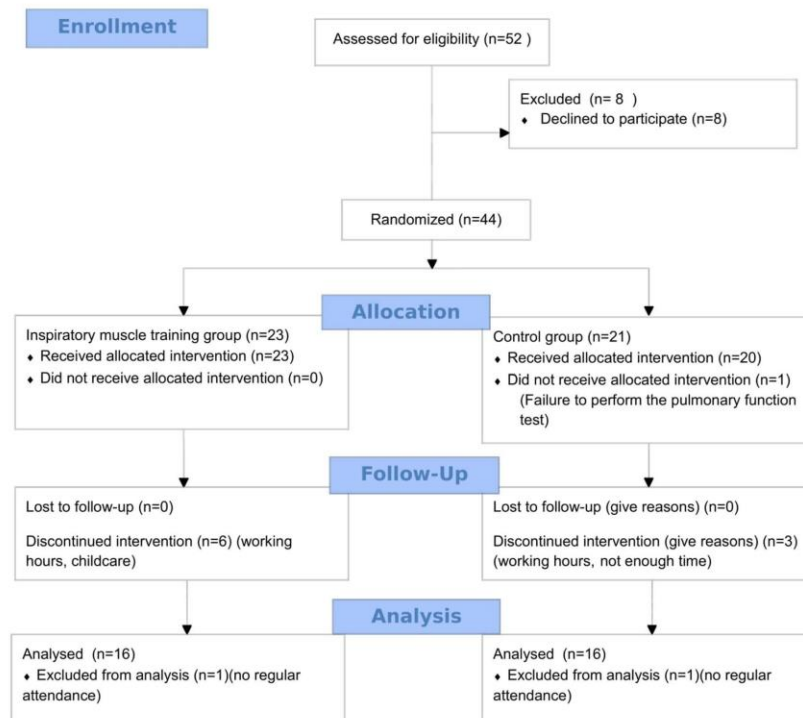 Enrollment
Assessed for eligibility (n=52 )
Excluded (n= 8 )
♦ Declined to participate (n=8)
Randomized (n=44)
Allocation
Inspiratory muscle training group (n=23)
♦ Received allocated intervention (n=23)
♦ Did not receive allocated intervention (n=0)
Control group (n=21)
♦ Received allocated intervention (n=20)
♦ Did not receive allocated intervention (n=1)
(Failure to perform the pulmonary function
test)
Follow-Up
Lost to follow-up (n=0)
Discontinued intervention (n=6) (working
hours, childcare)
Lost to follow-up (give reasons) (n=0)
Discontinued intervention (give reasons) (n=3)
(working hours, not enough time)
Analysis
Analysed (n=16)
♦ Excluded from analysis (n=1)(no regular
attendance)
Analysed (n=16)
♦ Excluded from analysis (n=1)(no regular
attendance)